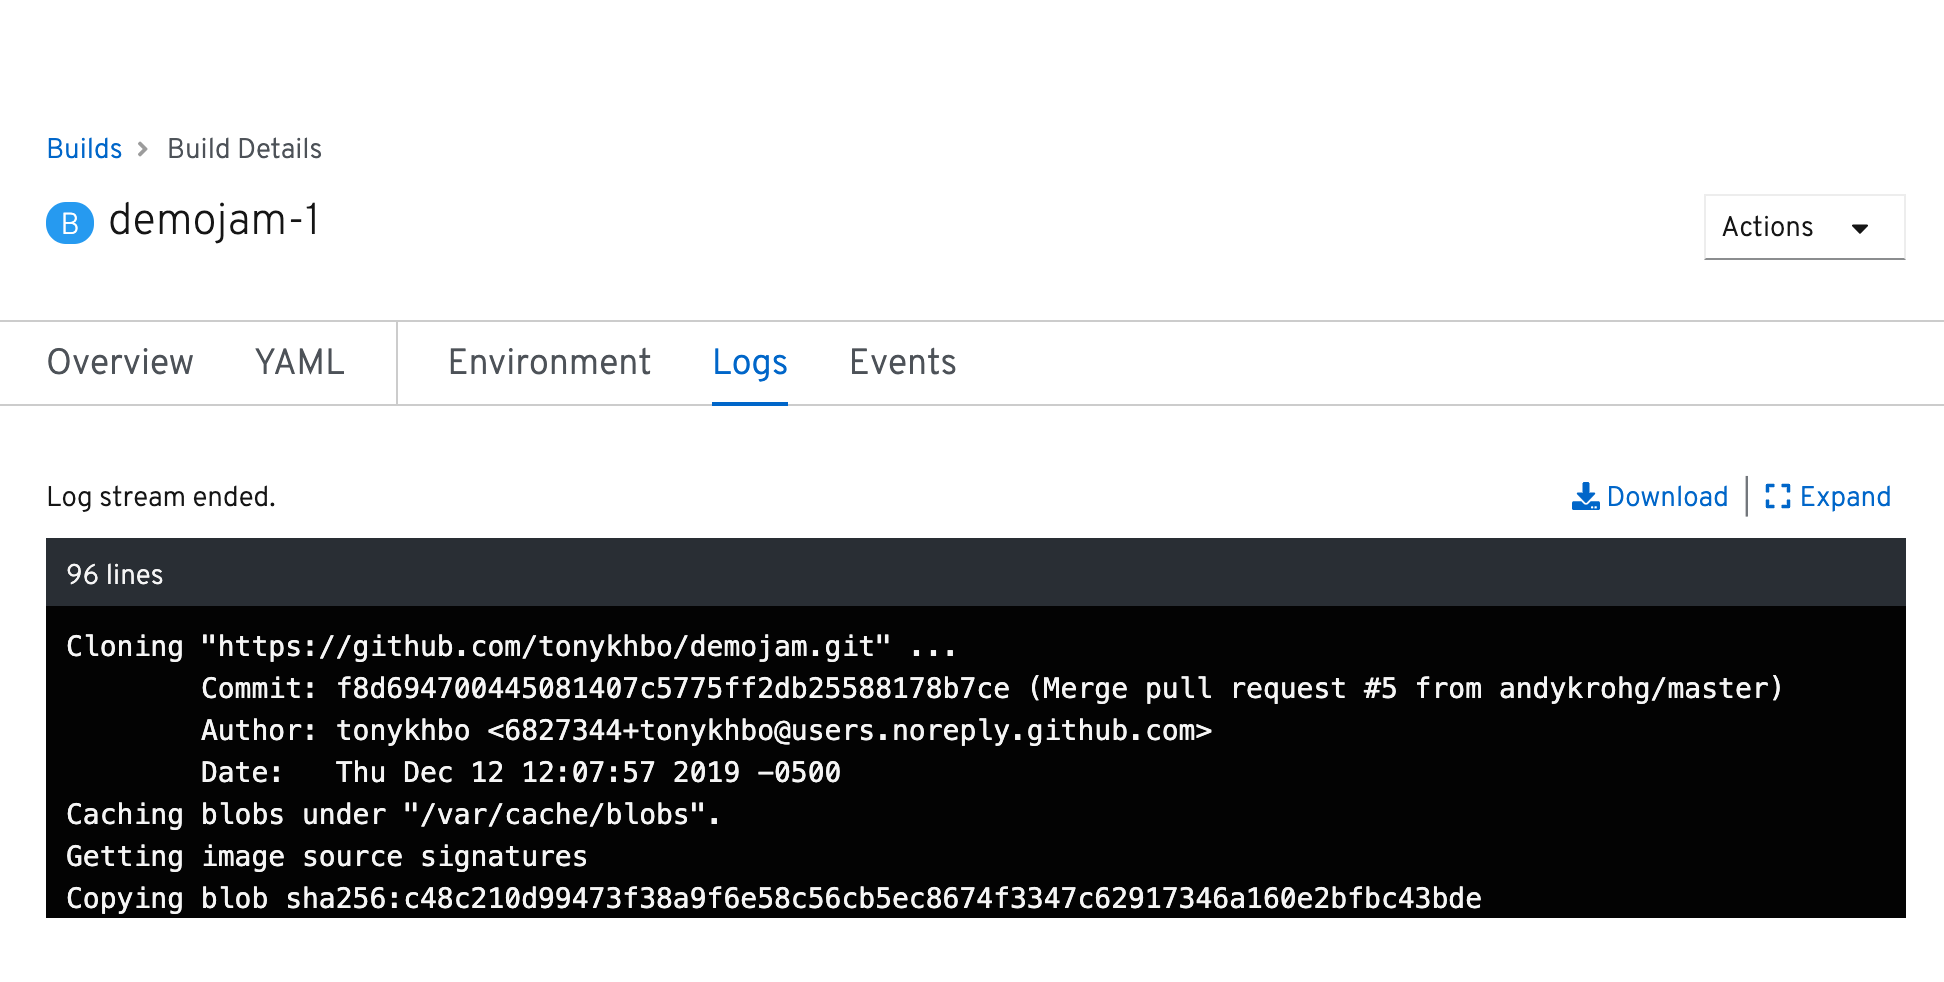 Builds > Build Details
B demojam-1
Actions
Overview YAML Environment Logs Events
Log stream ended.
Download Expand
96 lines
Cloning "https://github.com/tonykhbo/demojam.git" ...
Commit: f8d694700445081407c5775ff2db25588178b7ce (Merge pull request #5 from andykrohg/master)
Author: tonykhbo <6827344+tonykhbo@users.noreply.github.com>
Date:   Thu Dec 12 12:07:57 2019 -0500
Caching blobs under "/var/cache/blobs".
Getting image source signatures
Copying blob sha256:c48c210d99473f38a9f6e58c56cb5ec8674f3347c62917346a160e2bfbc43bde